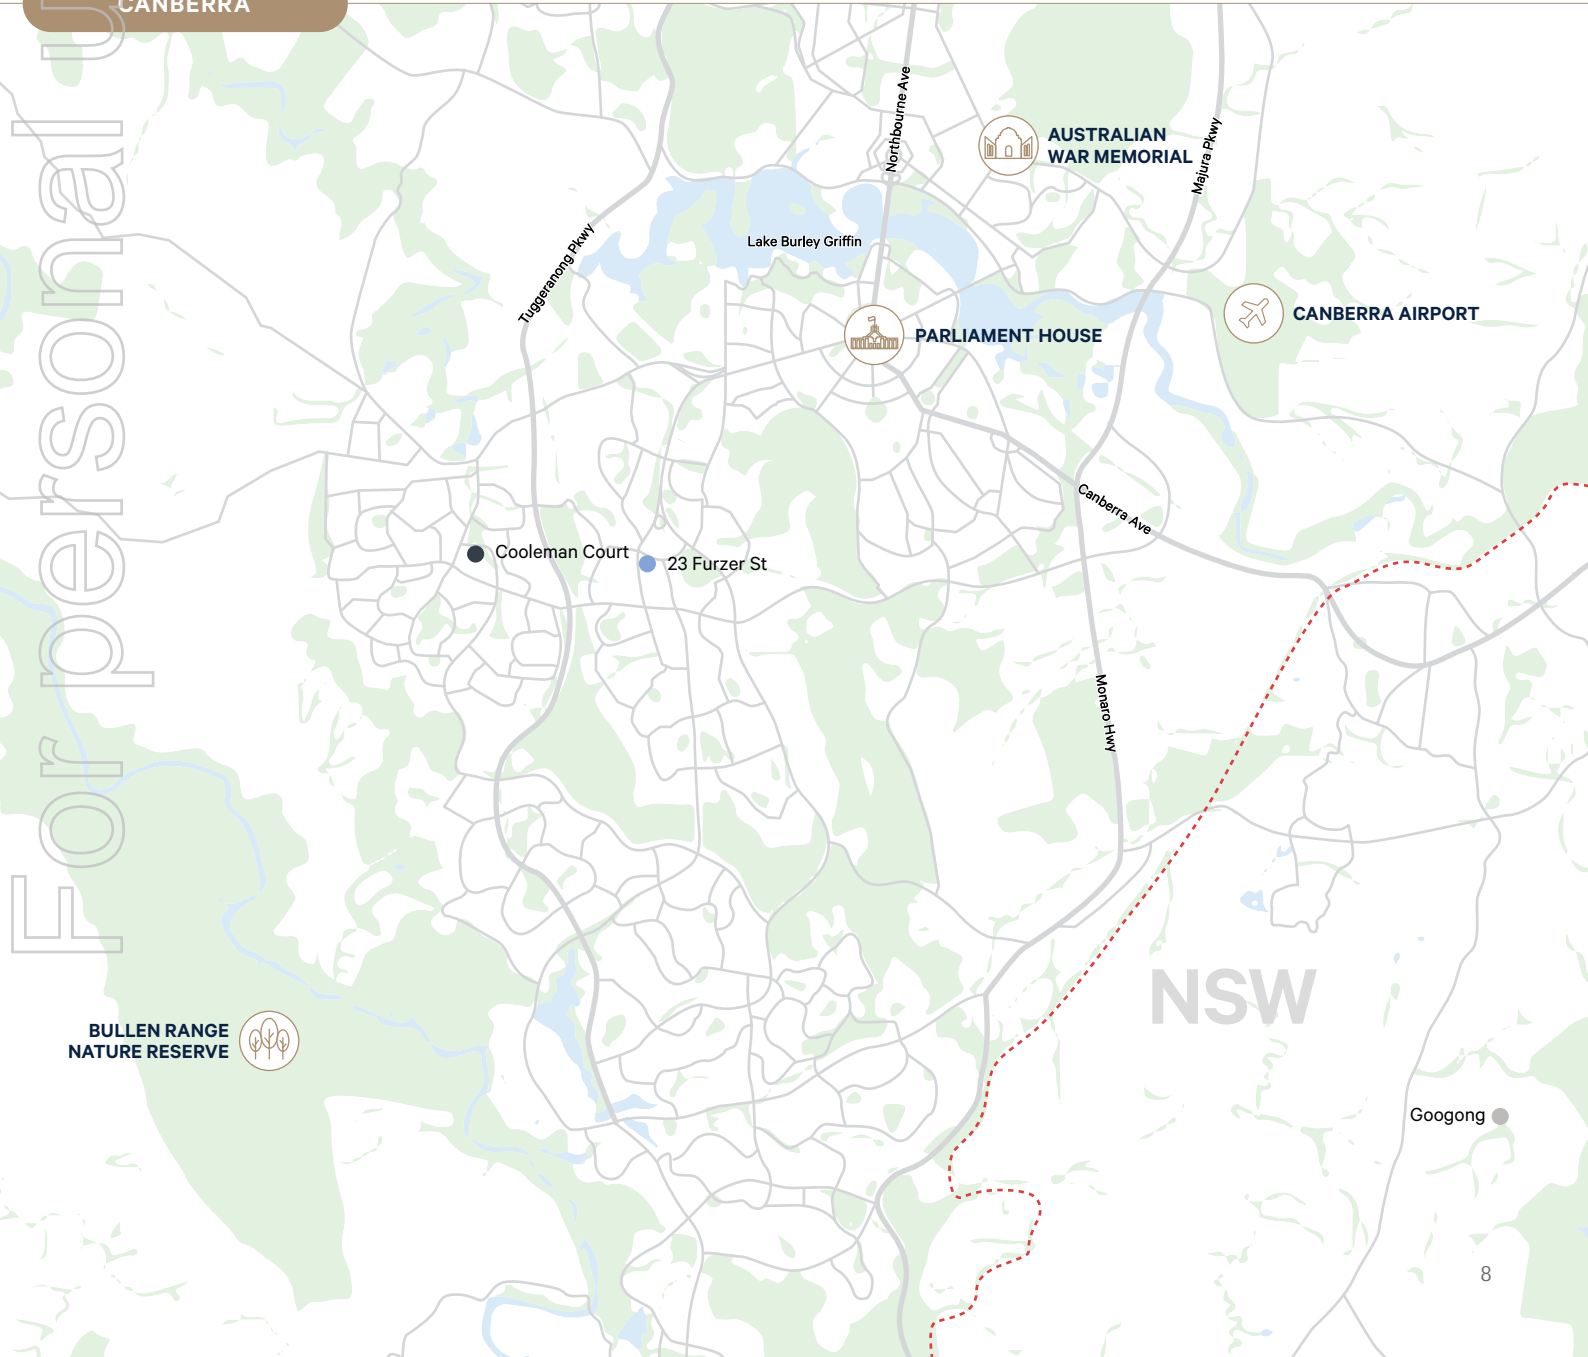 CANBERRA
For personal u
Northbourne Ave
AUSTRALIAN
WAR MEMORIAL
Majura Pkwy
Tuggeranong Pkwy
Lake Burley Griffin
CANBERRA AIRPORT
PARLIAMENT HOUSE
Canberra Ave
Cooleman Court
23 Furzer St
Monaro Hwy
NSW
BULLEN RANGE
NATURE RESERVE
Googong
8